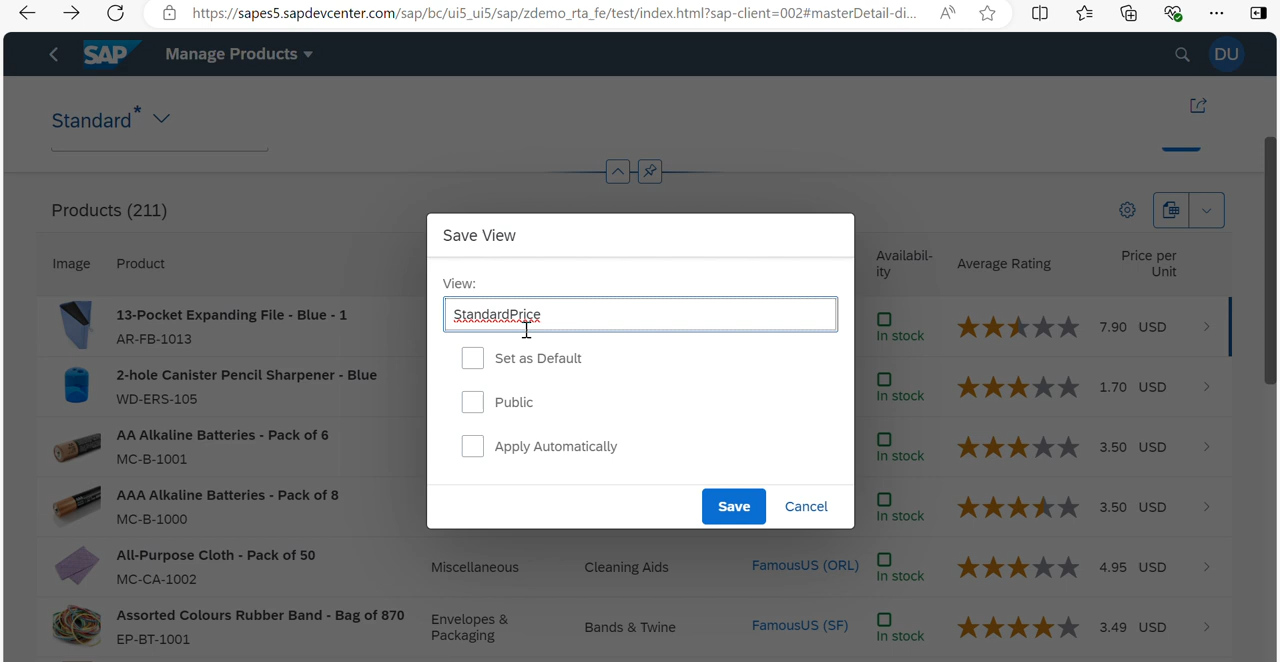 https://sapes5.sapdevcenter.com/sap/bc/ui5_ui5/sap/zdemo_rta_fe/test/index.html?sap-client=002#masterDetail-di...
SAP Manage Products DU
Standard*
Products (211)
Image Product Availabil-ity Average Rating Price per Unit
Save View
View:
StandardPrice
Set as Default
Public
Apply Automatically
Save Cancel
13-Pocket Expanding File - Blue - 1
AR-FB-1013
In stock
7.90 USD
2-hole Canister Pencil Sharpener - Blue
WD-ERS-105
In stock
1.70 USD
AA Alkaline Batteries - Pack of 6
MC-B-1001
In stock
3.50 USD
AAA Alkaline Batteries - Pack of 8
MC-B-1000
In stock
3.50 USD
All-Purpose Cloth - Pack of 50
MC-CA-1002
Miscellaneous
Cleaning Aids
FamousUS (ORL)
In stock
4.95 USD
Assorted Colours Rubber Band - Bag of 870
EP-BT-1001
Envelopes &
Packaging
Bands & Twine
FamousUS (SF)
In stock
3.49 USD